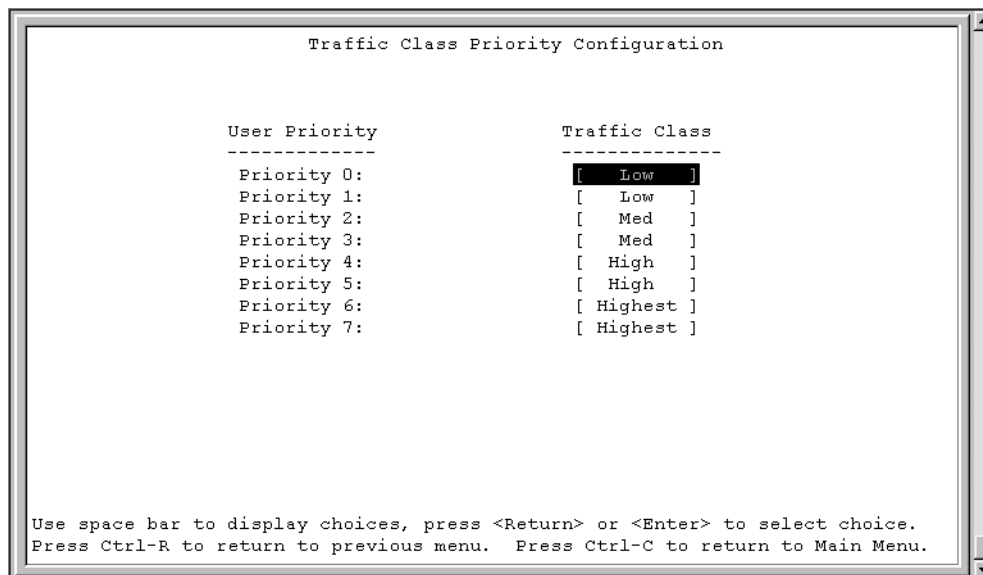 Traffic Class Priority Configuration
User Priority Traffic Class
------------- --------------
Priority 0: [ Low ]
Priority 1: [ Low ]
Priority 2: [ Med ]
Priority 3: [ Med ]
Priority 4: [ High ]
Priority 5: [ High ]
Priority 6: [ Highest ]
Priority 7: [ Highest ]
Use space bar to display choices, press <Return> or <Enter> to select choice.
Press Ctrl-R to return to previous menu. Press Ctrl-C to return to Main Menu.